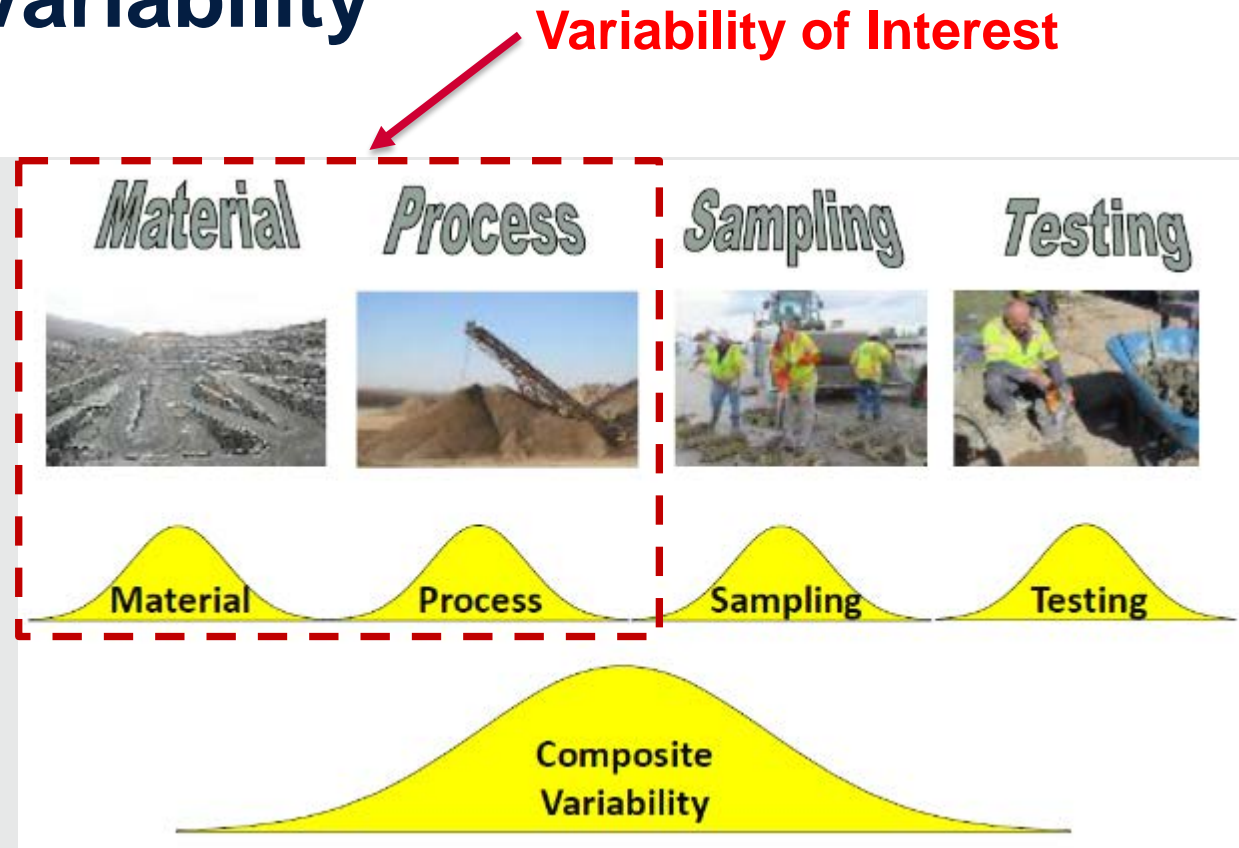 Variability
Variability of Interest
Material Process Sampling Testing
Material Process Sampling Testing
Composite
Variability